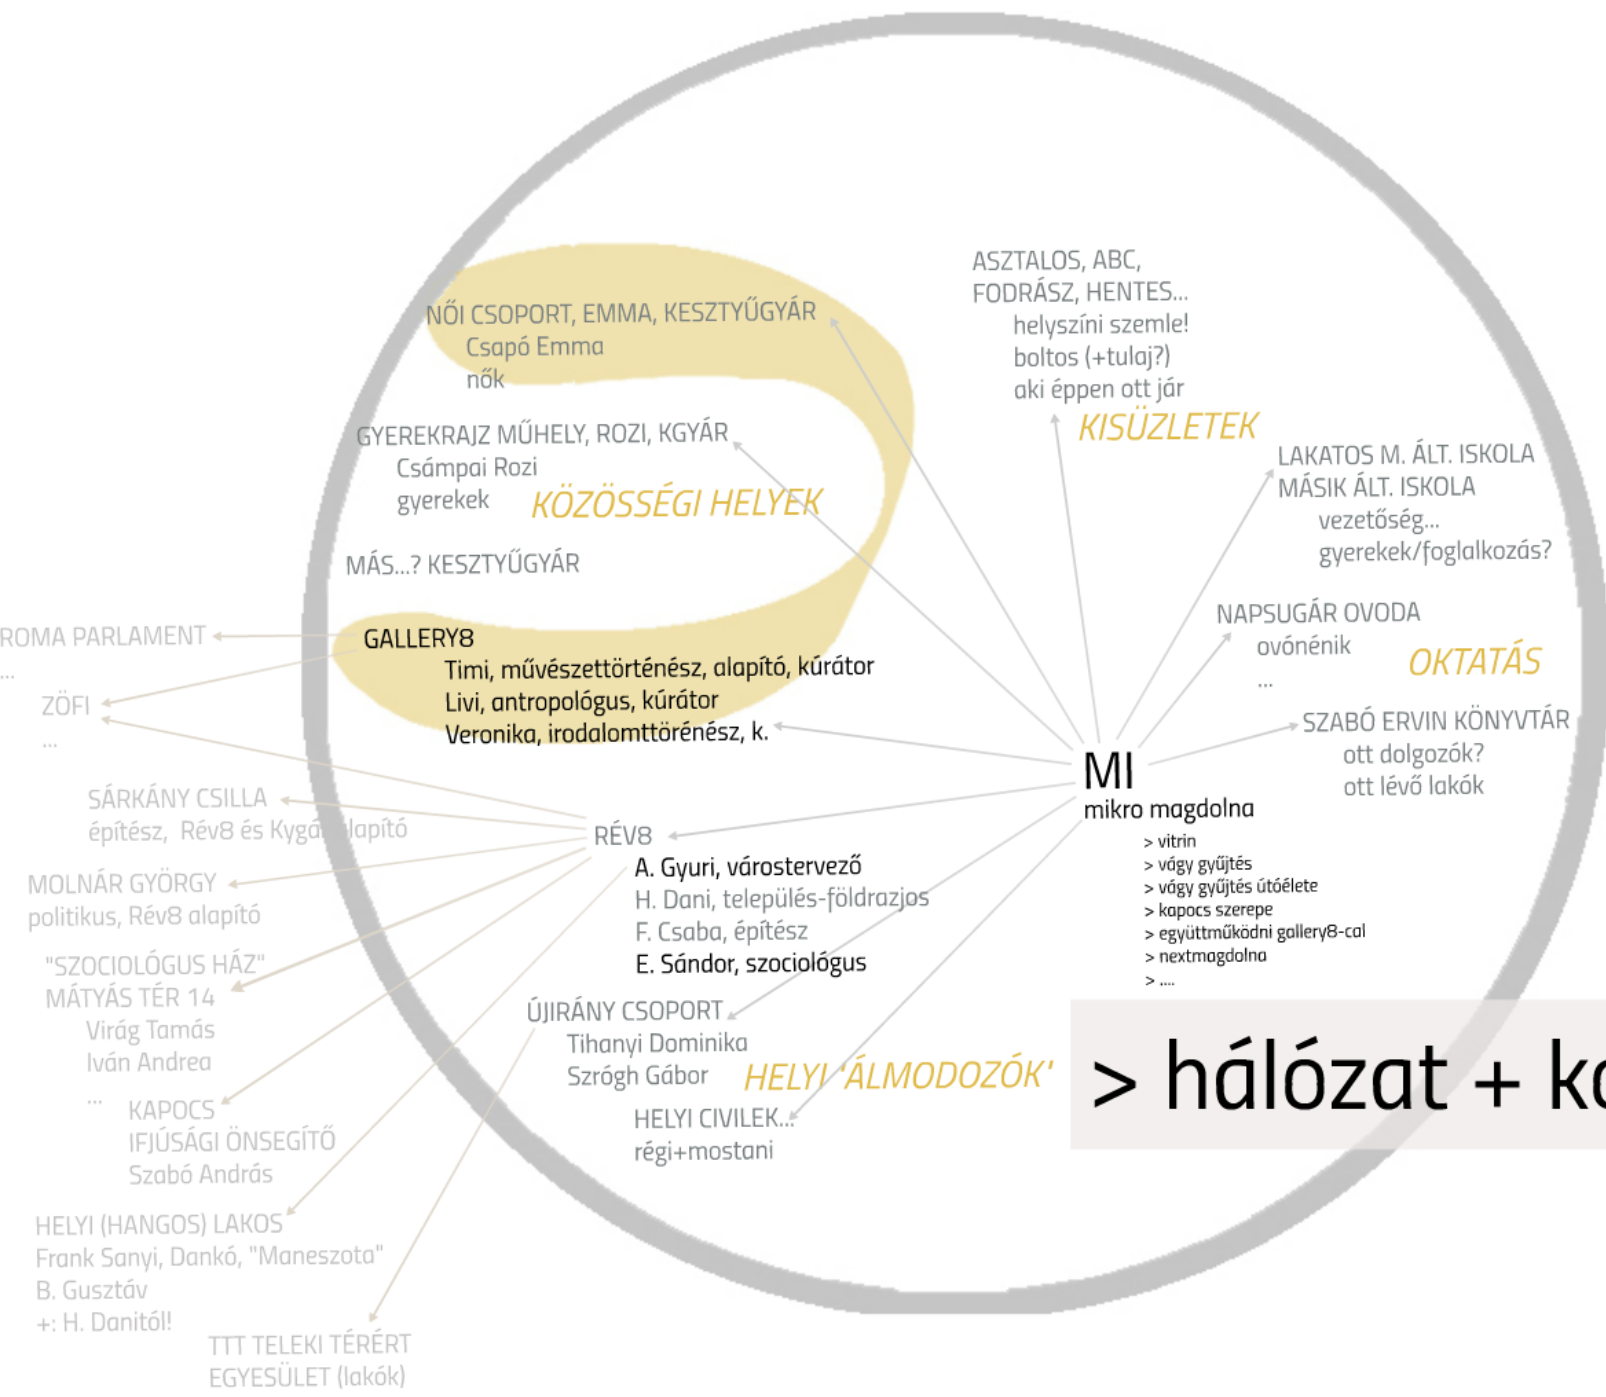 NŐI CSOPORT, EMMA, KESZTYŰGYÁR
Csapó Emma
nők
GYEREKRAJZ MŰHELY, ROZI, KGYÁR
Csámpai Rozi
gyerekek
KÖZÖSSÉGI HELYEK
MÁS...? KESZTYŰGYÁR
GALLERY8
Timi, művészettörténész, alapító, kúrátor
Livi, antropológus, kúrátor
Veronika, irodalomttörénész, k.
ASZTALOS, ABC,
FODRÁSZ, HENTES...
helyszíni szemle!
boltos (+tulaj?)
aki éppen ott jár
KISÜZLETEK
LAKATOS M. ÁLT. ISKOLA
MÁSIK ÁLT. ISKOLA
vezetőség...
gyerekek/foglalkozás?
NAPSUGÁR OVODA
ovónénik
...
OKTATÁS
SZABÓ ERVIN KÖNYVTÁR
ott dolgozók?
ott lévő lakók
MI
mikro magdolna
> vitrin
> vágy gyűjtés
> vágy gyűjtés útóélete
> kapocs szerepe
> együttműködni gallery8-cal
> nextmagdolna
> ....
> hálózat +
ROMA PARLAMENT
...
ZÖFI
...
SÁRKÁNY CSILLA
építész, Rév8 és Kygár alapító
MOLNÁR GYÖRGY
politikus, Rév8 alapító
"SZOCIOLÓGUS HÁZ"
MÁTYÁS TÉR 14
Virág Tamás
Iván Andrea
...
KAPOCS
IFJÚSÁGI ÖNSEGÍTŐ
Szabó András
HELYI (HANGOS) LAKOS
Frank Sanyi, Dankó, "Maneszota"
B. Gusztáv
+: H. Danitól!
TTT TELEKI TÉRÉRT
EGYESÜLET (lakók)
RÉV8
A. Gyuri, várostervező
H. Dani, település-földrazjos
F. Csaba, építész
E. Sándor, szociológus
ÚJIRÁNY CSOPORT
Tihanyi Dominika
Szrógh Gábor
HELYI 'ÁLMODOZÓK'
HELYI CIVILEK...
régi+mostani